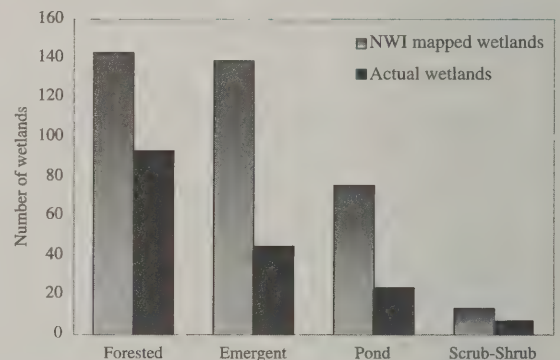 160
140
120
100
80
60
40
20
0
Number of wetlands
NWI mapped wetlands
Actual wetlands
Forested
Emergent
Pond
Scrub-Shrub